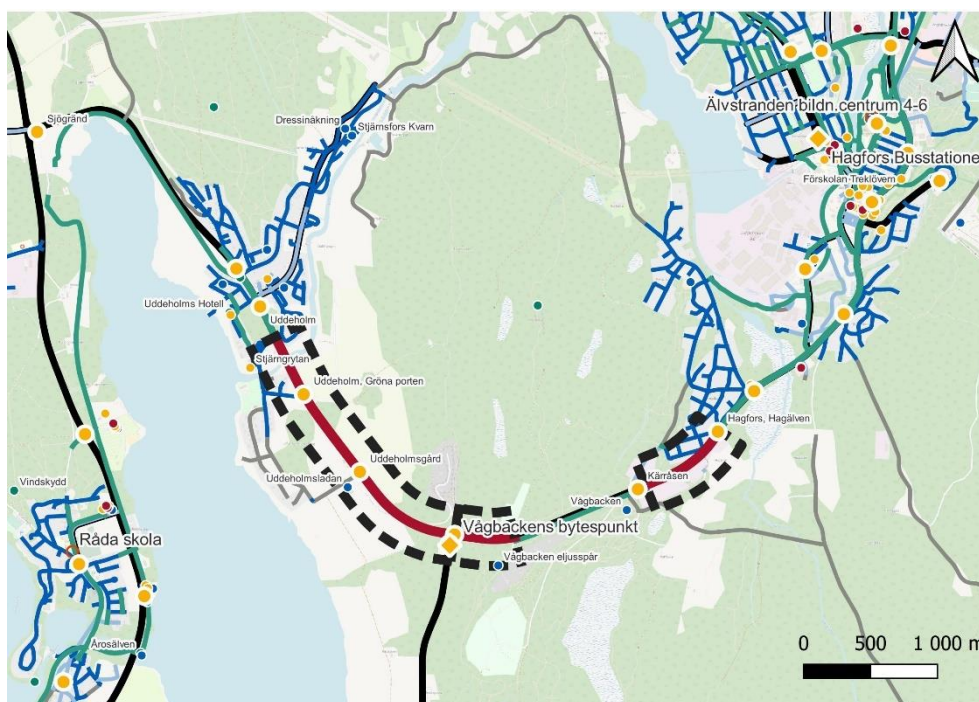 Älvstranden bildn.centrum 4-6
Sjögränd
Dressinåkning
Stjärnsfors Kvarn
Hagfors Busstatione
Förskolan Treklövern
Uddeholms Hotell
Uddeholm
Stjärngrytan
Uddeholm, Gröna porten
Hagfors, Hagälven
Uddeholmsgård
Uddeholmsladan
Kärråsen
Vindskydd
Vågbacken
Vågbackens bytespunkt
Råda skola
Vågbacken eljusspår
Årosälven
0 500 1 000 m